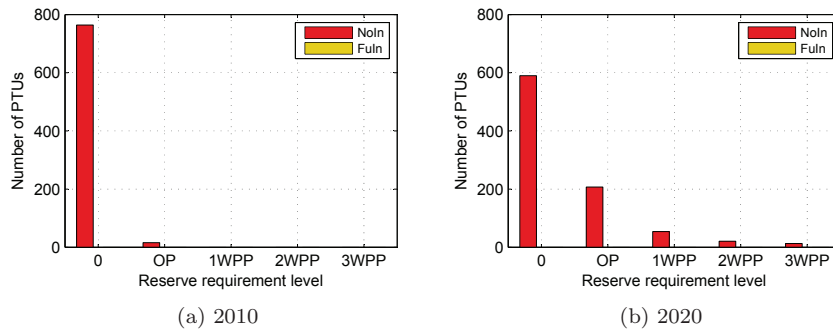 800
600
400
200
0
Number of PTUs
NoIn
FuIn
0 OP 1WPP 2WPP 3WPP
Reserve requirement level
(a) 2010
800
600
400
200
0
Number of PTUs
NoIn
FuIn
0 OP 1WPP 2WPP 3WPP
Reserve requirement level
(b) 2020